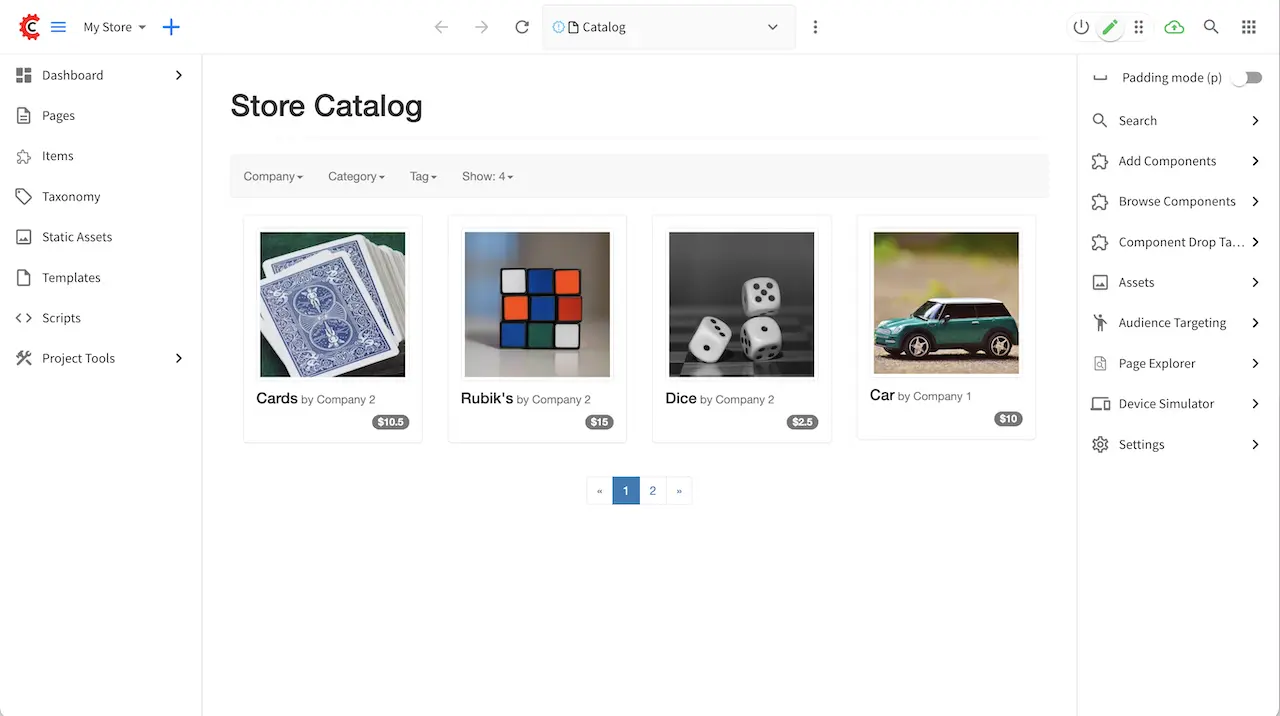 My Store
Catalog
Dashboard
Pages
Items
Taxonomy
Static Assets
Templates
Scripts
Project Tools
Store Catalog
Company
Category
Tag
Show: 4
Cards by Company 2
$10.5
Rubik's by Company 2
$15
Dice by Company 2
$2.5
Car by Company 1
$10
« 1 2 »
Padding mode (p)
Search
Add Components
Browse Components
Component Drop Ta...
Assets
Audience Targeting
Page Explorer
Device Simulator
Settings